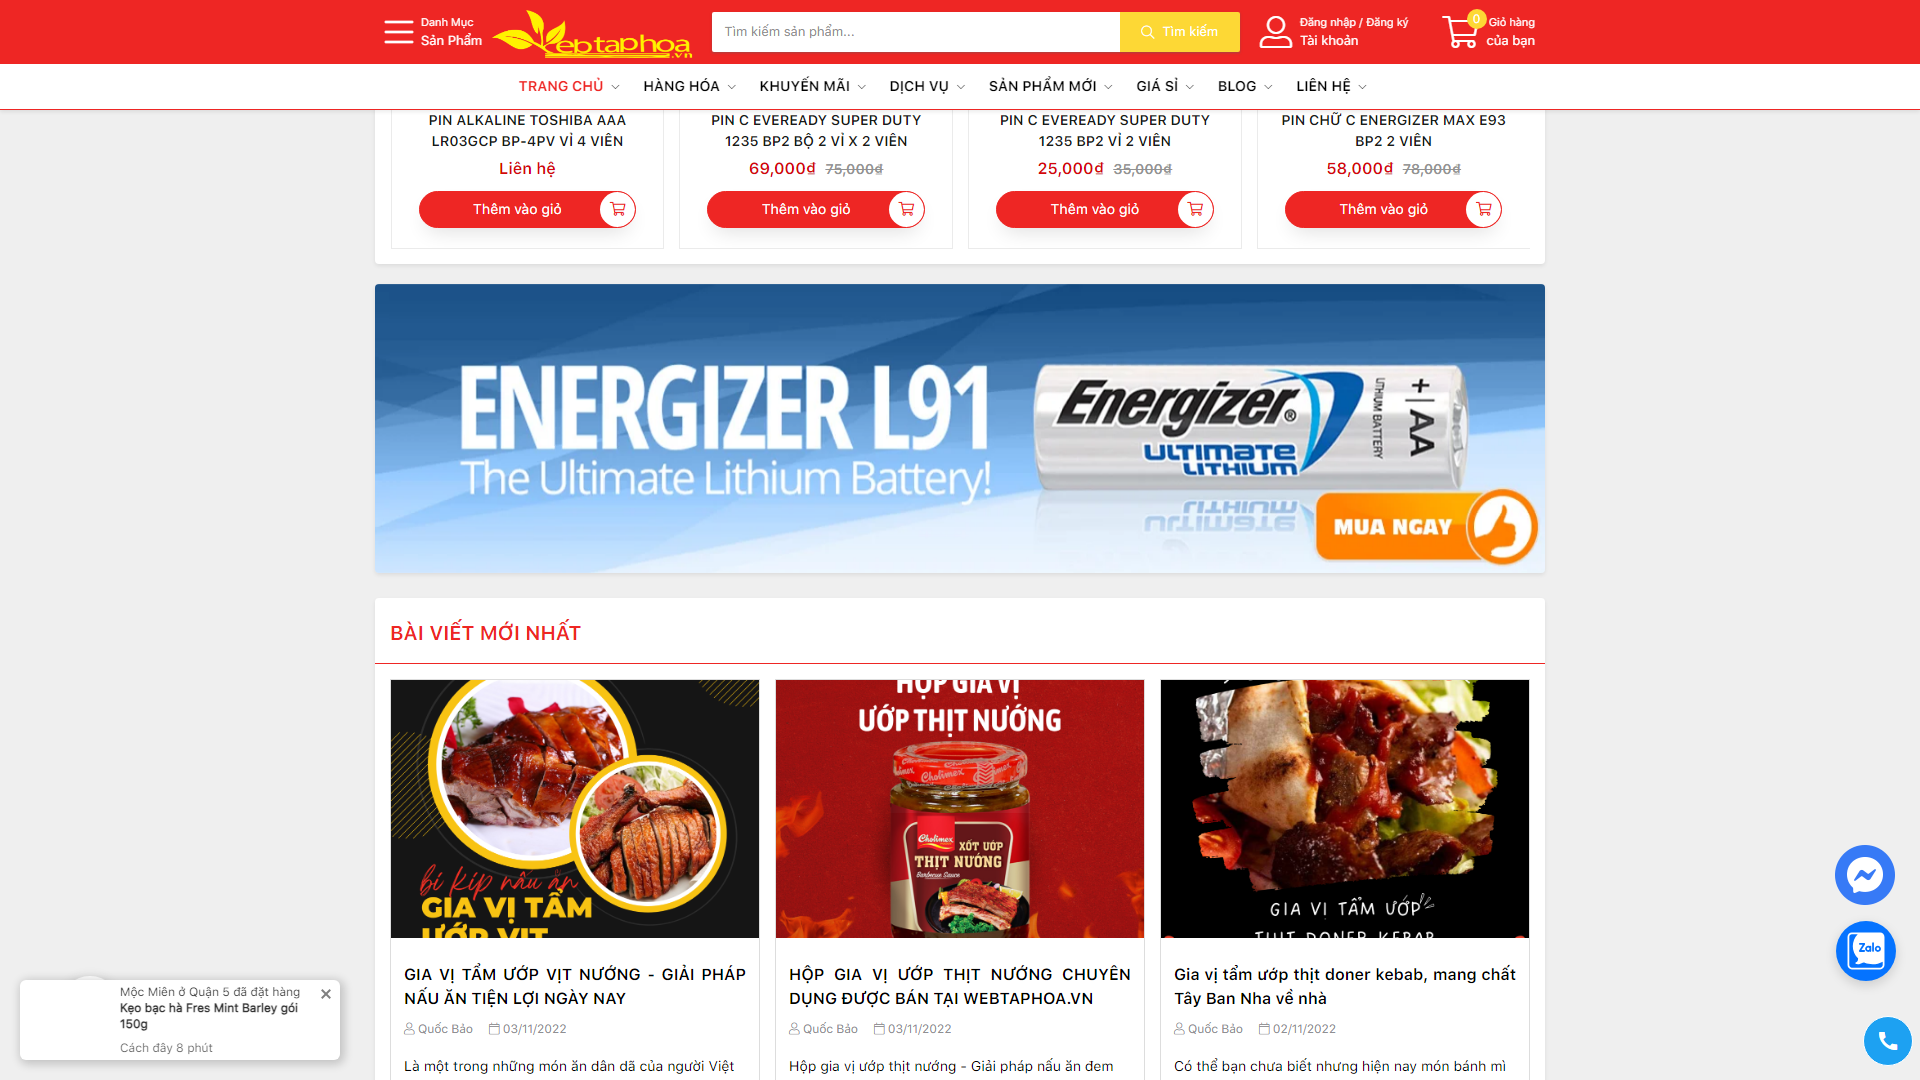 Danh Mục
Sản Phẩm
ebtaphoa
.vn
Tìm kiếm sản phẩm...
Tìm kiếm
Đăng nhập / Đăng ký
Tài khoản
0
Giỏ hàng
của bạn
TRANG CHỦ
HÀNG HÓA
KHUYẾN MÃI
DỊCH VỤ
SẢN PHẨM MỚI
GIÁ SỈ
BLOG
LIÊN HỆ
PIN ALKALINE TOSHIBA AAA
LR03GCP BP-4PV VỈ 4 VIÊN
Liên hệ
Thêm vào giỏ
PIN C EVEREADY SUPER DUTY
1235 BP2 BỘ 2 VỈ X 2 VIÊN
69,000₫ 75,000₫
Thêm vào giỏ
PIN C EVEREADY SUPER DUTY
1235 BP2 VỈ 2 VIÊN
25,000₫ 35,000₫
Thêm vào giỏ
PIN CHỮ C ENERGIZER MAX E93
BP2 2 VIÊN
58,000₫ 78,000₫
Thêm vào giỏ
ENERGIZER L91
The Ultimate Lithium Battery!
Energizer®
ULTIMATE
LITHIUM
LITHIUM BATTERY
+ AA
MUA NGAY
BÀI VIẾT MỚI NHẤT
bí kíp nấu ăn
GIA VỊ TẨM
ƯỚP VỊT
HỘP GIA VỊ
ƯỚP THỊT NƯỚNG
Cholimex
Cholimex
XỐT ƯỚP
THỊT NƯỚNG
Barbecue Sauce
GIA VỊ TẨM ƯỚP
THỊT DONER KEBAB
GIA VỊ TẨM ƯỚP VỊT NƯỚNG - GIẢI PHÁP
NẤU ĂN TIỆN LỢI NGÀY NAY
Quốc Bảo 03/11/2022
Là một trong những món ăn dân dã của người Việt
HỘP GIA VỊ ƯỚP THỊT NƯỚNG CHUYÊN
DỤNG ĐƯỢC BÁN TẠI WEBTAPHOA.VN
Quốc Bảo 03/11/2022
Hộp gia vị ướp thịt nướng - Giải pháp nấu ăn đem
Gia vị tẩm ướp thịt doner kebab, mang chất
Tây Ban Nha về nhà
Quốc Bảo 02/11/2022
Có thể bạn chưa biết nhưng hiện nay món bánh mì
Mộc Miên ở Quận 5 đã đặt hàng
Kẹo bạc hà Fres Mint Barley gói
150g
Cách đây 8 phút
Zalo